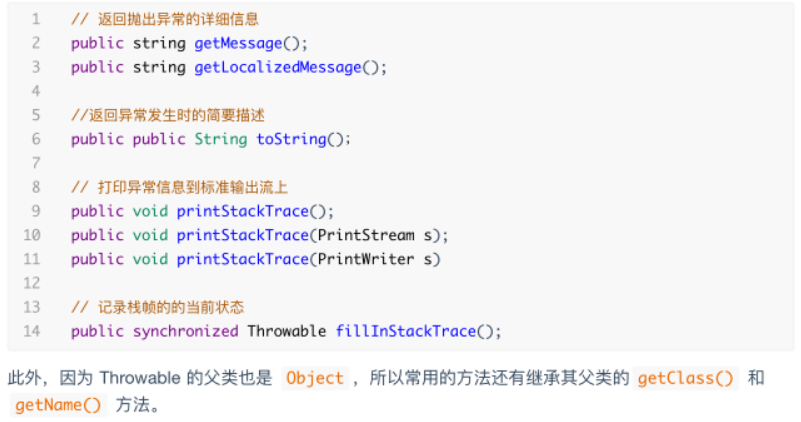 1 // 返回抛出异常的详细信息
2 public string getMessage();
3 public string getLocalizedMessage();
4
5 //返回异常发生时的简要描述
6 public public String toString();
7
8 // 打印异常信息到标准输出流上
9 public void printStackTrace();
10 public void printStackTrace(PrintStream s);
11 public void printStackTrace(PrintWriter s)
12
13 // 记录栈帧的的当前状态
14 public synchronized Throwable fillInStackTrace();
此外，因为 Throwable 的父类也是 Object ，所以常用的方法还有继承其父类的 getClass() 和
getName() 方法。